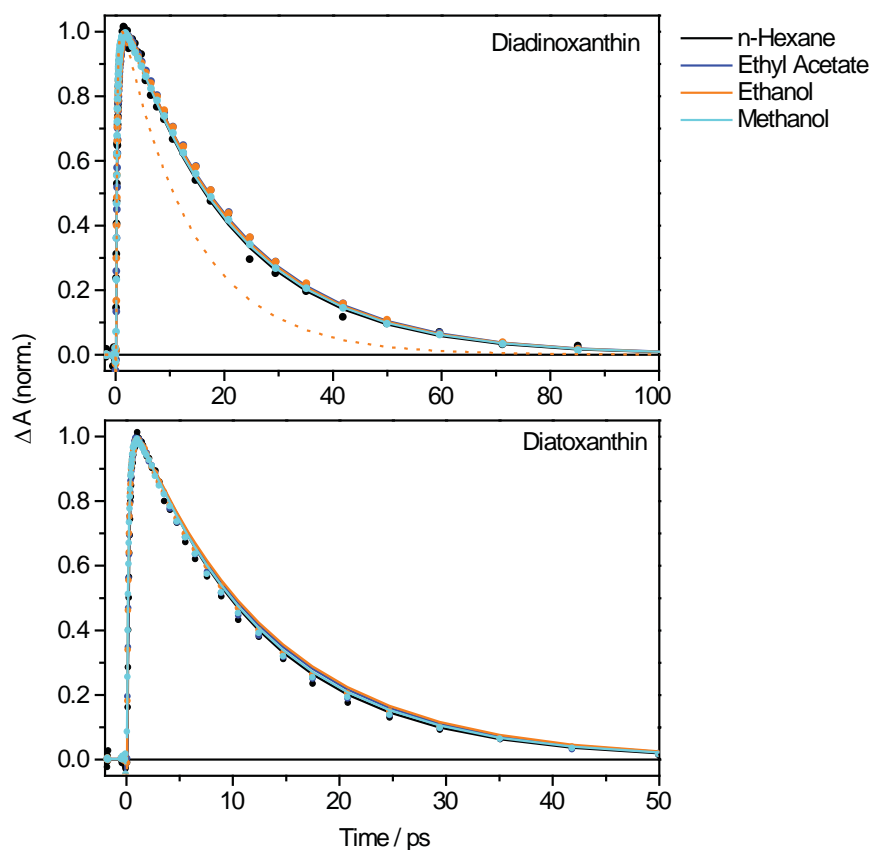 Diadinoxanthin
n-Hexane
Ethyl Acetate
Ethanol
Methanol
1.0
0.8
0.6
0.4
0.2
0.0
0 20 40 60 80 100
Δ A (norm.)
Diatoxanthin
1.0
0.8
0.6
0.4
0.2
0.0
0 10 20 30 40 50
Time / ps